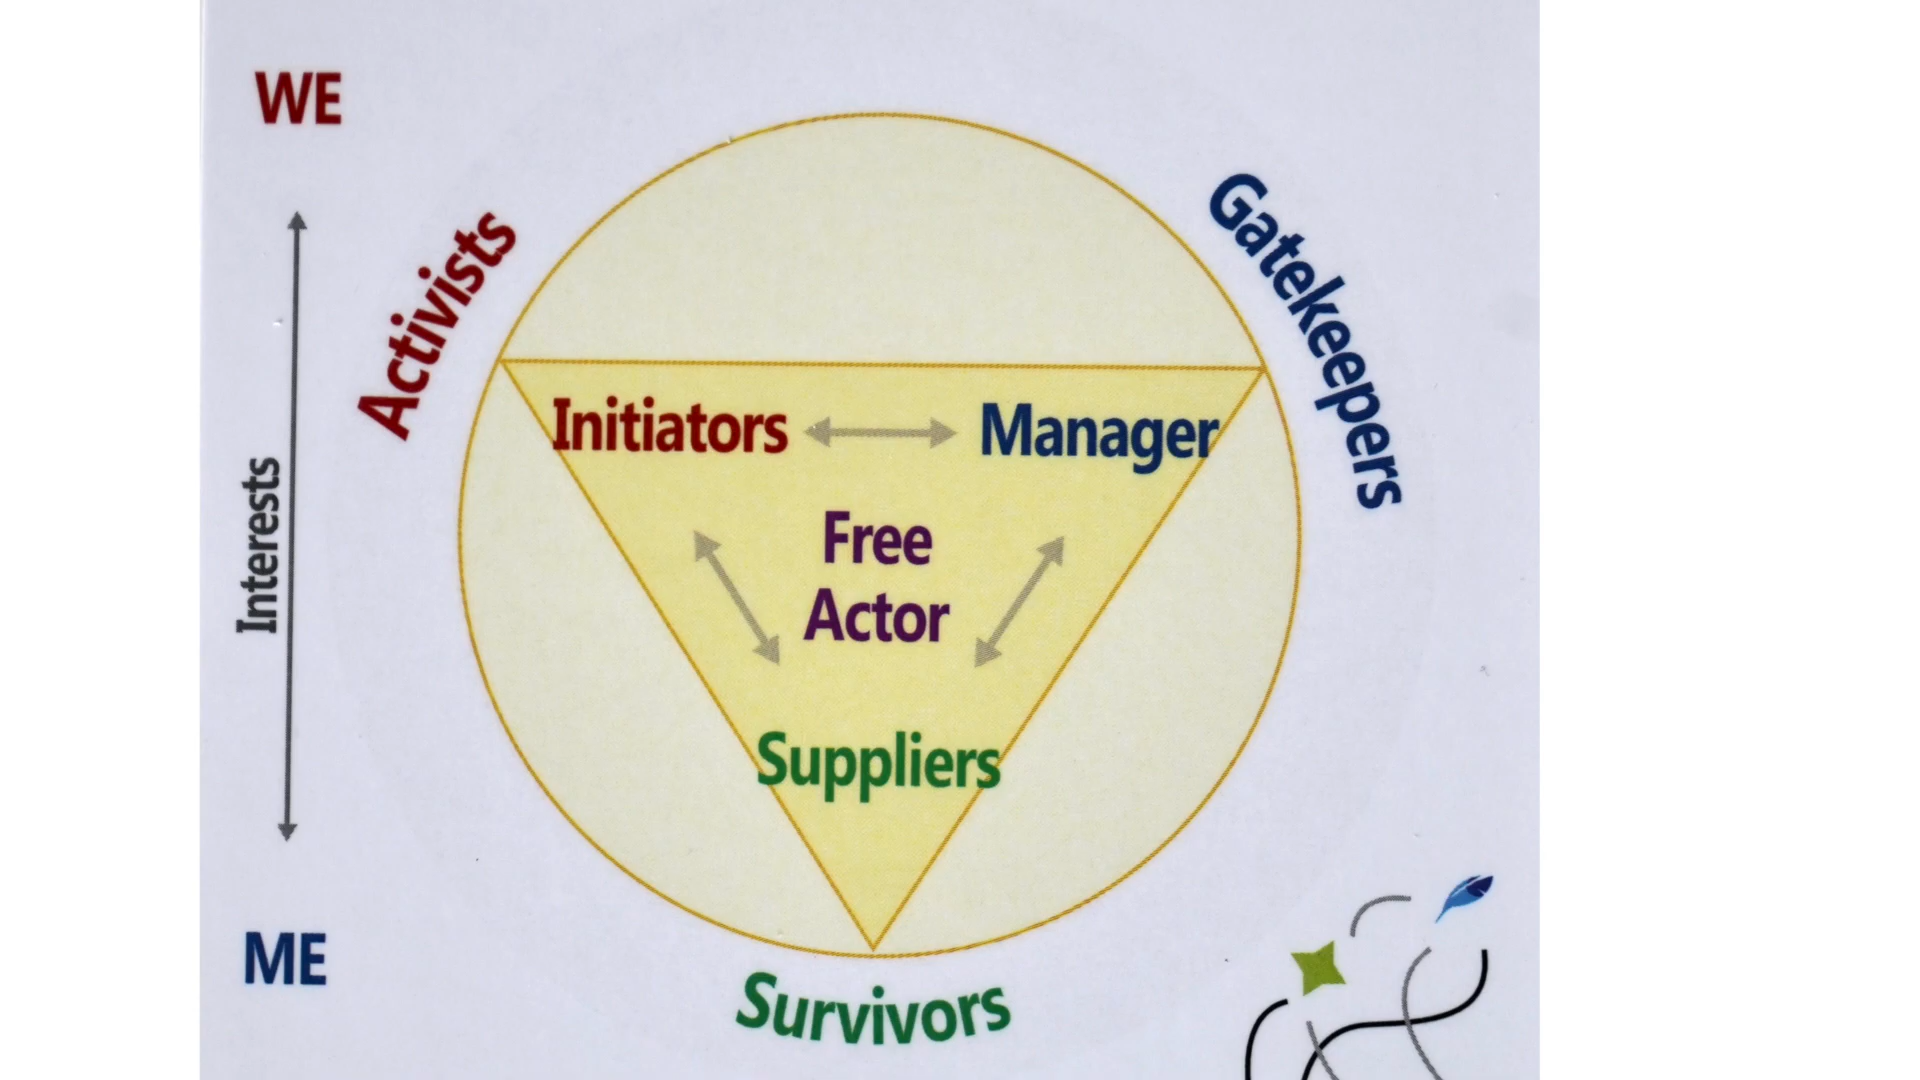 WE
Activists
Gatekeepers
Initiators
Manager
Free
Actor
Interests
Suppliers
ME
Survivors